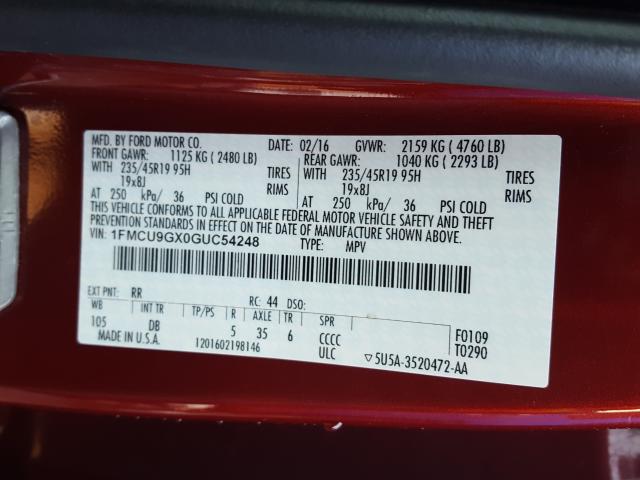 MFD. BY FORD MOTOR CO. DATE: 02/16 GVWR: 2159 KG ( 4760 LB)
FRONT GAWR: 1125 KG ( 2480 LB) REAR GAWR: 1040 KG ( 2293 LB)
WITH 235/45R19 95H TIRES WITH 235/45R19 95H TIRES
19x8J RIMS 19x8J RIMS
AT 250 kPa/ 36 PSI COLD AT 250 kPa/ 36 PSI COLD
THIS VEHICLE CONFORMS TO ALL APPLICABLE FEDERAL MOTOR VEHICLE SAFETY AND THEFT
PREVENTION STANDARDS IN EFFECT ON THE DATE OF MANUFACTURE SHOWN ABOVE.
VIN: 1FMCU9GX0GUC54248 TYPE: MPV
EXT PNT: RR RC: 44 DSO:
WB INT TR TP/PS R AXLE TR SPR F0109
105 DB 5 35 6 CCCC T0290
MADE IN U.S.A. 1201602198146 ULC ▽5U5A-3520472-AA